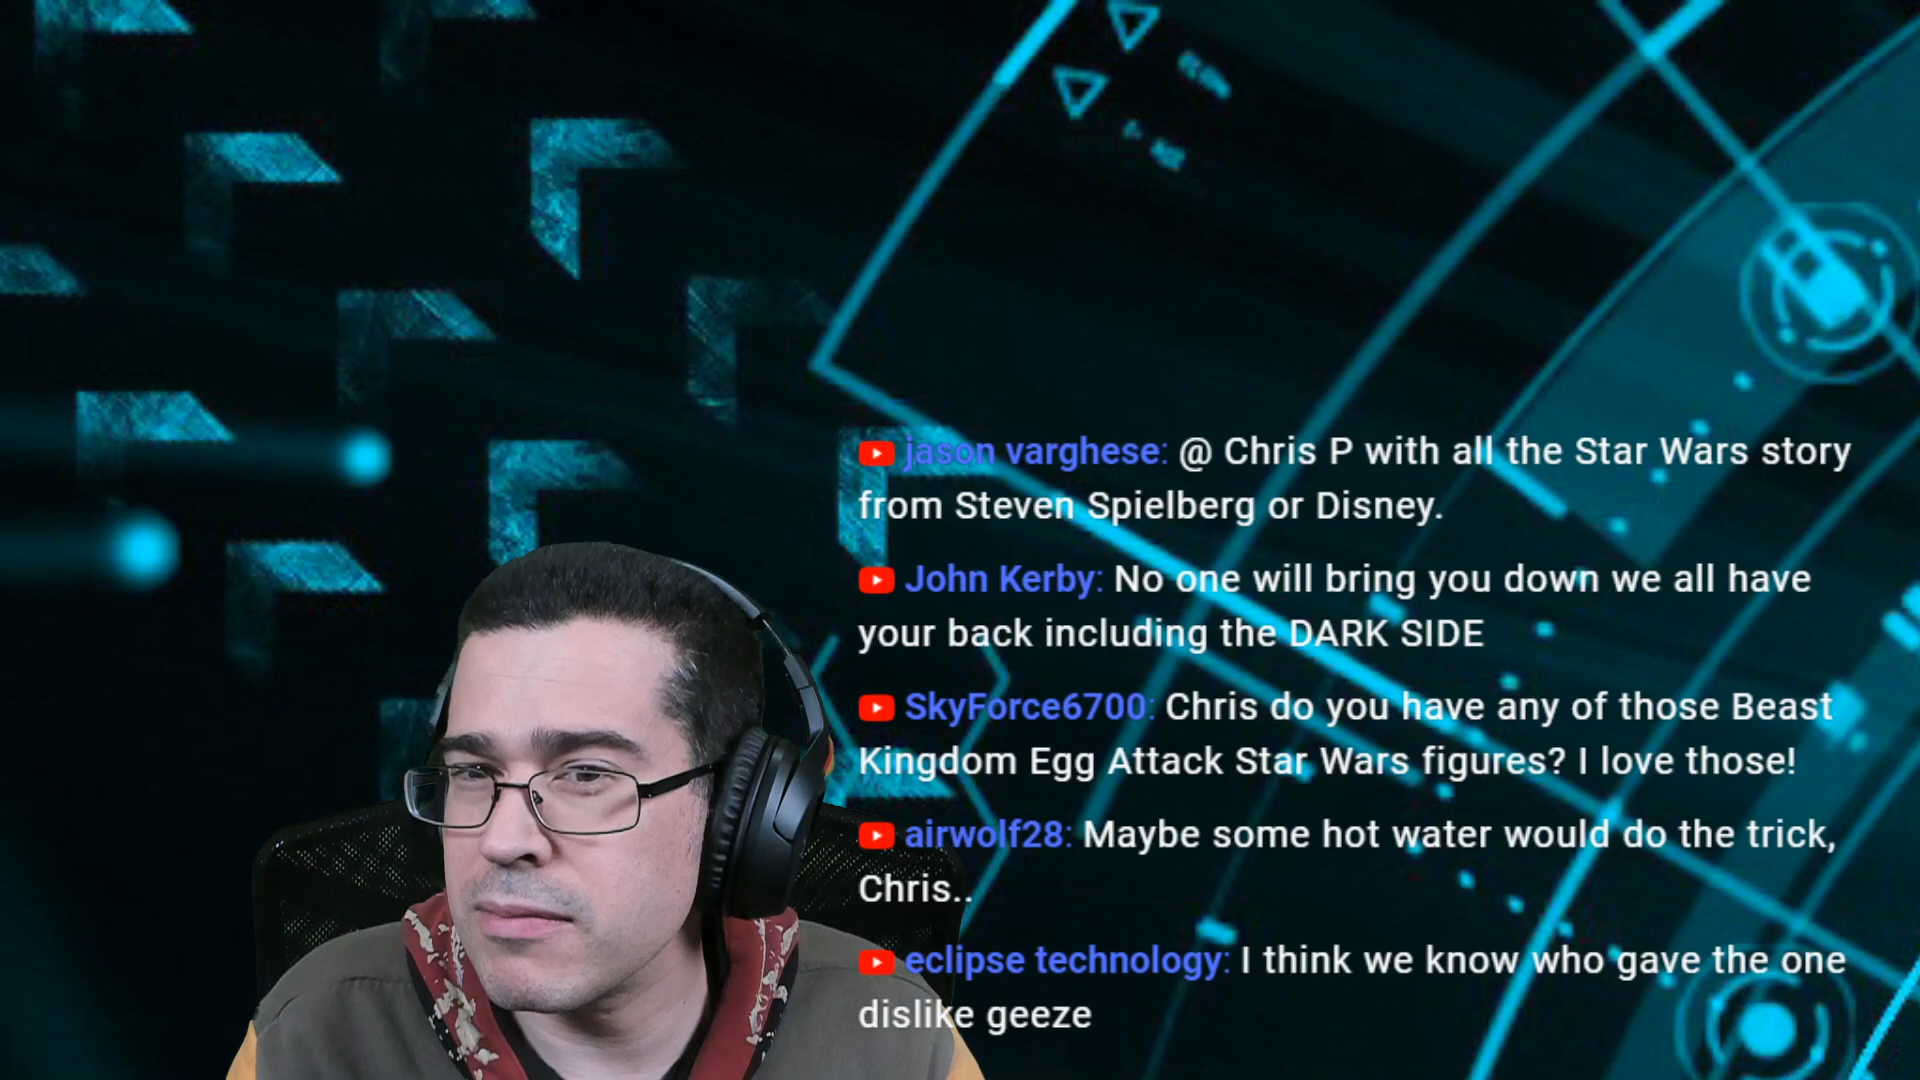 jason varghese: @ Chris P with all the Star Wars story
from Steven Spielberg or Disney.
John Kerby: No one will bring you down we all have
your back including the DARK SIDE
SkyForce6700: Chris do you have any of those Beast
Kingdom Egg Attack Star Wars figures? I love those!
airwolf28: Maybe some hot water would do the trick,
Chris..
eclipse technology: I think we know who gave the one
dislike geeze